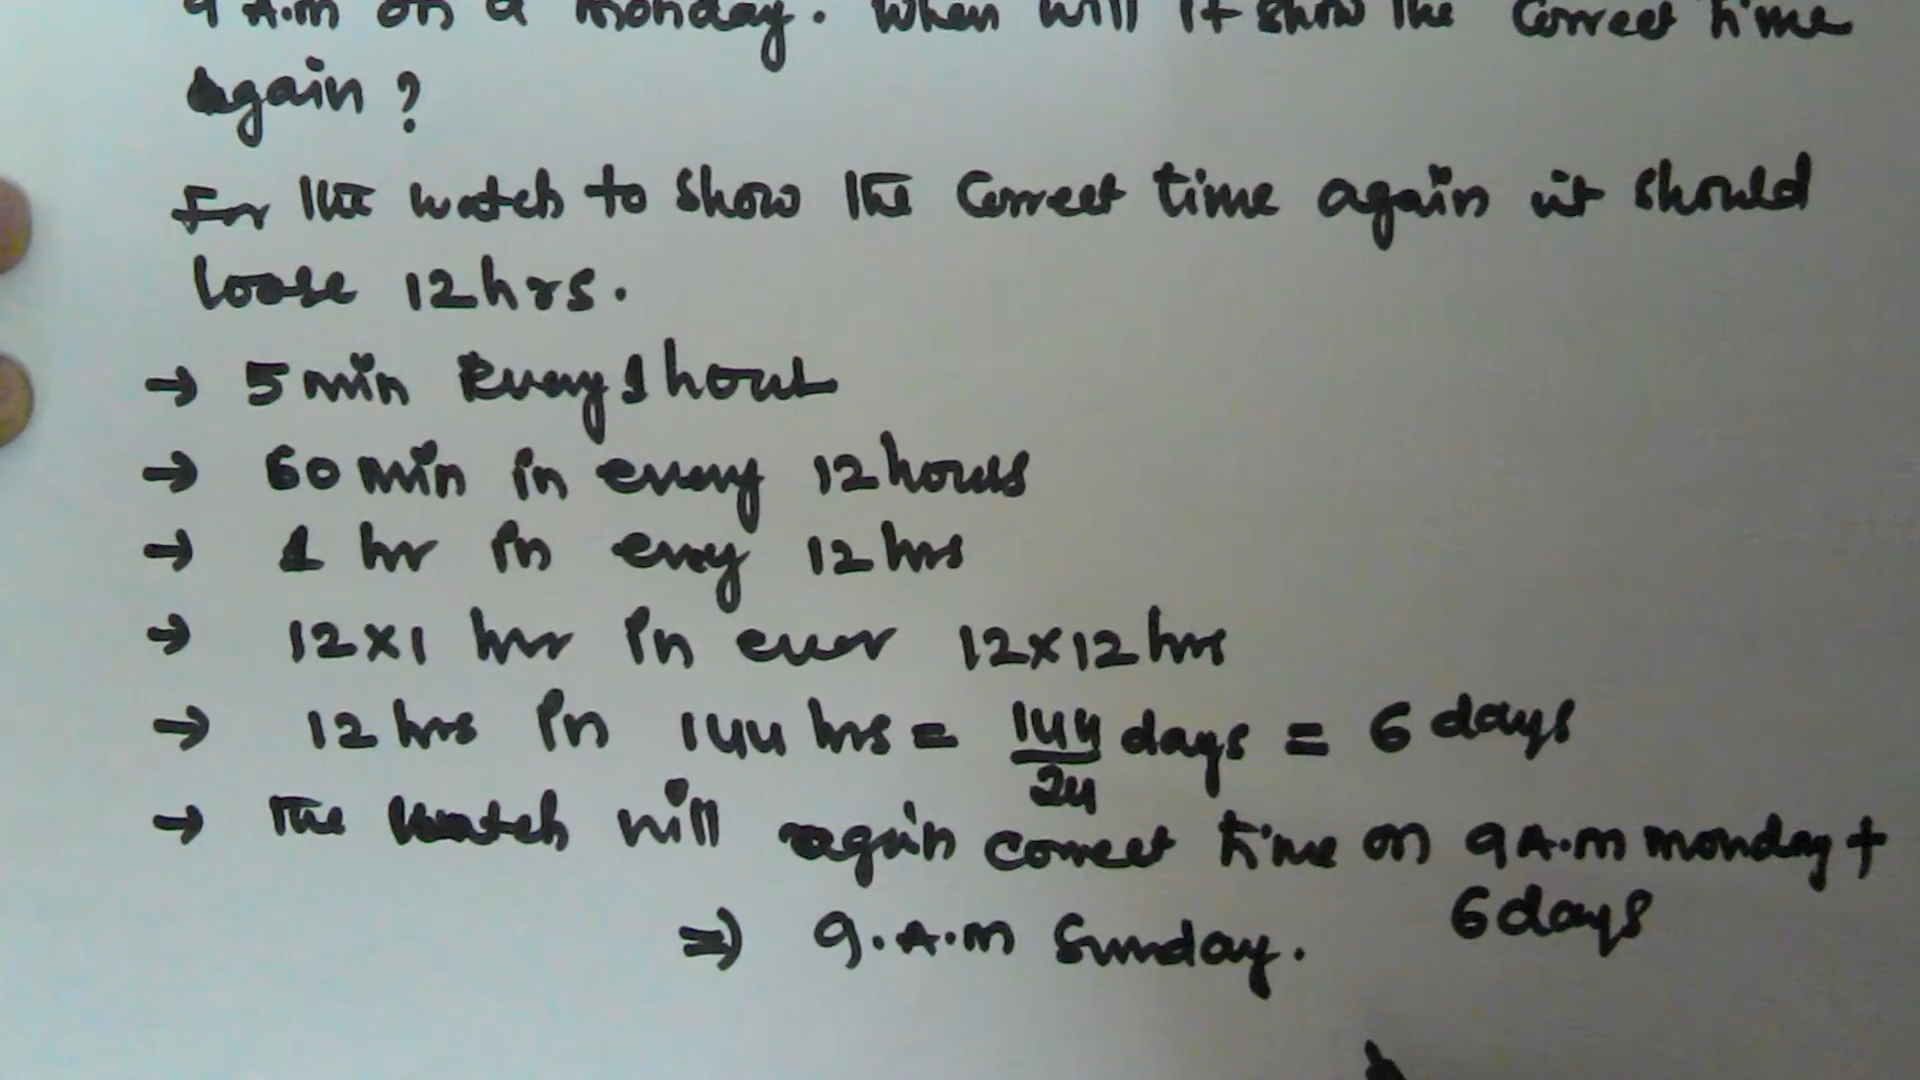 9 A.m on a monday. When will it show the correct time
again?
For the watch to show the correct time again it should
loose 12hrs.
→ 5 min Every 1 hour
→ 60 min in every 12 hours
→ 1 hr in evey 12 hrs
→ 12×1 hr in ever 12×12 hrs
→ 12 hrs in 144 hrs = 144/24 days = 6 days
→ The watch will again correct time on 9 A.m monday +
6 days
⇒ 9.A.m Sunday.